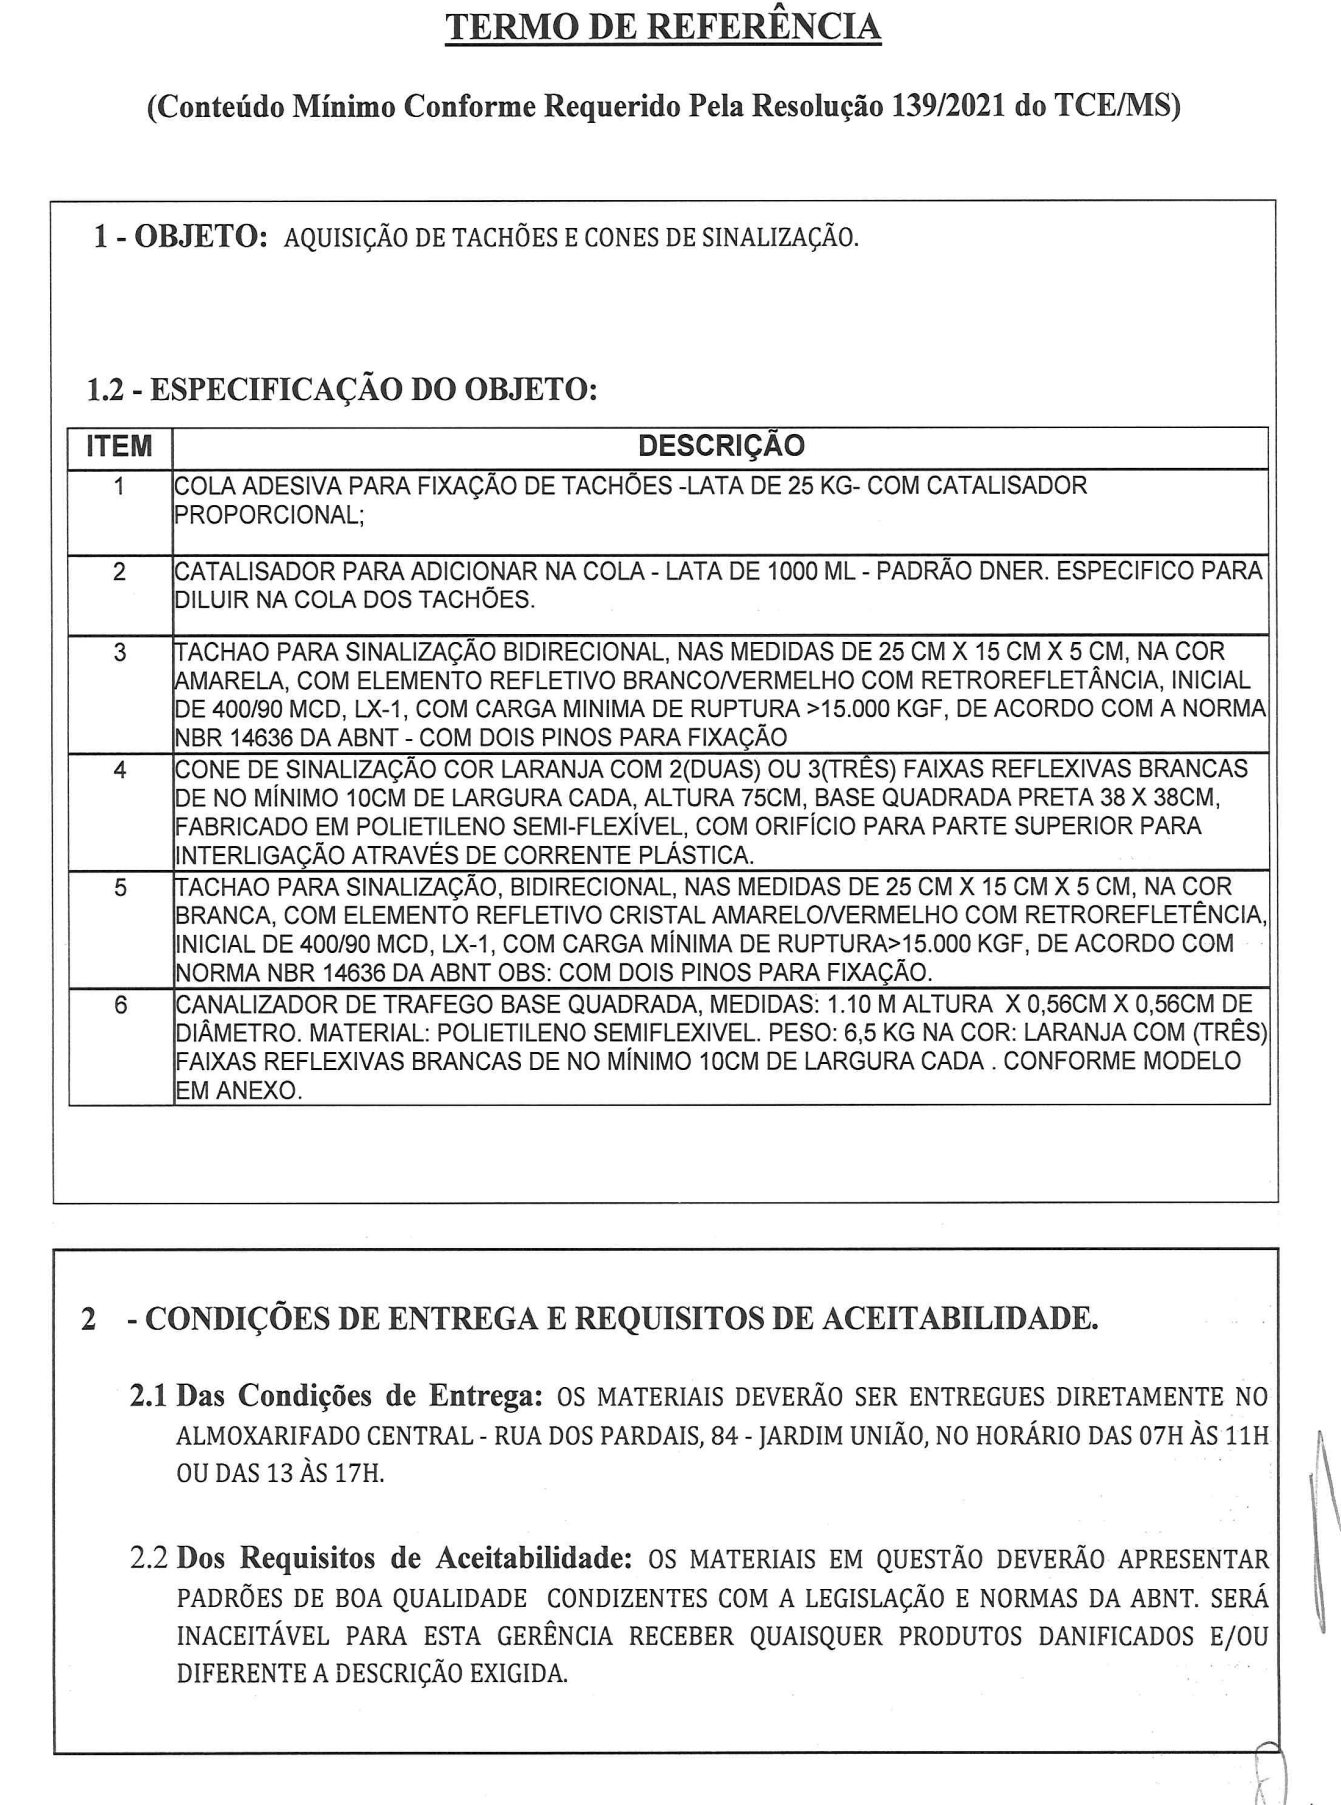 TERMO DE REFERÊNCIA
(Conteúdo Mínimo Conforme Requerido Pela Resolução 139/2021 do TCE/MS)
1 - OBJETO: AQUISIÇÃO DE TACHÕES E CONES DE SINALIZAÇÃO.
1.2 - ESPECIFICAÇÃO DO OBJETO:
ITEM DESCRIÇÃO
1 COLA ADESIVA PARA FIXAÇÃO DE TACHÕES -LATA DE 25 KG- COM CATALISADOR
PROPORCIONAL;
2 CATALISADOR PARA ADICIONAR NA COLA - LATA DE 1000 ML - PADRÃO DNER. ESPECIFICO PARA
DILUIR NA COLA DOS TACHÕES.
3 TACHAO PARA SINALIZAÇÃO BIDIRECIONAL, NAS MEDIDAS DE 25 CM X 15 CM X 5 CM, NA COR
AMARELA, COM ELEMENTO REFLETIVO BRANCO/VERMELHO COM RETROREFLETÂNCIA, INICIAL
DE 400/90 MCD, LX-1, COM CARGA MINIMA DE RUPTURA >15.000 KGF, DE ACORDO COM A NORMA
NBR 14636 DA ABNT - COM DOIS PINOS PARA FIXAÇÃO
4 CONE DE SINALIZAÇÃO COR LARANJA COM 2(DUAS) OU 3(TRÊS) FAIXAS REFLEXIVAS BRANCAS
DE NO MÍNIMO 10CM DE LARGURA CADA, ALTURA 75CM, BASE QUADRADA PRETA 38 X 38CM,
FABRICADO EM POLIETILENO SEMI-FLEXÍVEL, COM ORIFÍCIO PARA PARTE SUPERIOR PARA
INTERLIGAÇÃO ATRAVÉS DE CORRENTE PLÁSTICA.
5 TACHAO PARA SINALIZAÇÃO, BIDIRECIONAL, NAS MEDIDAS DE 25 CM X 15 CM X 5 CM, NA COR
BRANCA, COM ELEMENTO REFLETIVO CRISTAL AMARELO/VERMELHO COM RETROREFLETÊNCIA,
INICIAL DE 400/90 MCD, LX-1, COM CARGA MÍNIMA DE RUPTURA>15.000 KGF, DE ACORDO COM
NORMA NBR 14636 DA ABNT OBS: COM DOIS PINOS PARA FIXAÇÃO.
6 CANALIZADOR DE TRAFEGO BASE QUADRADA, MEDIDAS: 1.10 M ALTURA X 0,56CM X 0,56CM DE
DIÂMETRO. MATERIAL: POLIETILENO SEMIFLEXIVEL. PESO: 6,5 KG NA COR: LARANJA COM (TRÊS)
FAIXAS REFLEXIVAS BRANCAS DE NO MÍNIMO 10CM DE LARGURA CADA . CONFORME MODELO
EM ANEXO.
2 - CONDIÇÕES DE ENTREGA E REQUISITOS DE ACEITABILIDADE.
2.1 Das Condições de Entrega: OS MATERIAIS DEVERÃO SER ENTREGUES DIRETAMENTE NO
ALMOXARIFADO CENTRAL - RUA DOS PARDAIS, 84 - JARDIM UNIÃO, NO HORÁRIO DAS 07H ÀS 11H
OU DAS 13 ÀS 17H.
2.2 Dos Requisitos de Aceitabilidade: OS MATERIAIS EM QUESTÃO DEVERÃO APRESENTAR
PADRÕES DE BOA QUALIDADE CONDIZENTES COM A LEGISLAÇÃO E NORMAS DA ABNT. SERÁ
INACEITÁVEL PARA ESTA GERÊNCIA RECEBER QUAISQUER PRODUTOS DANIFICADOS E/OU
DIFERENTE A DESCRIÇÃO EXIGIDA.